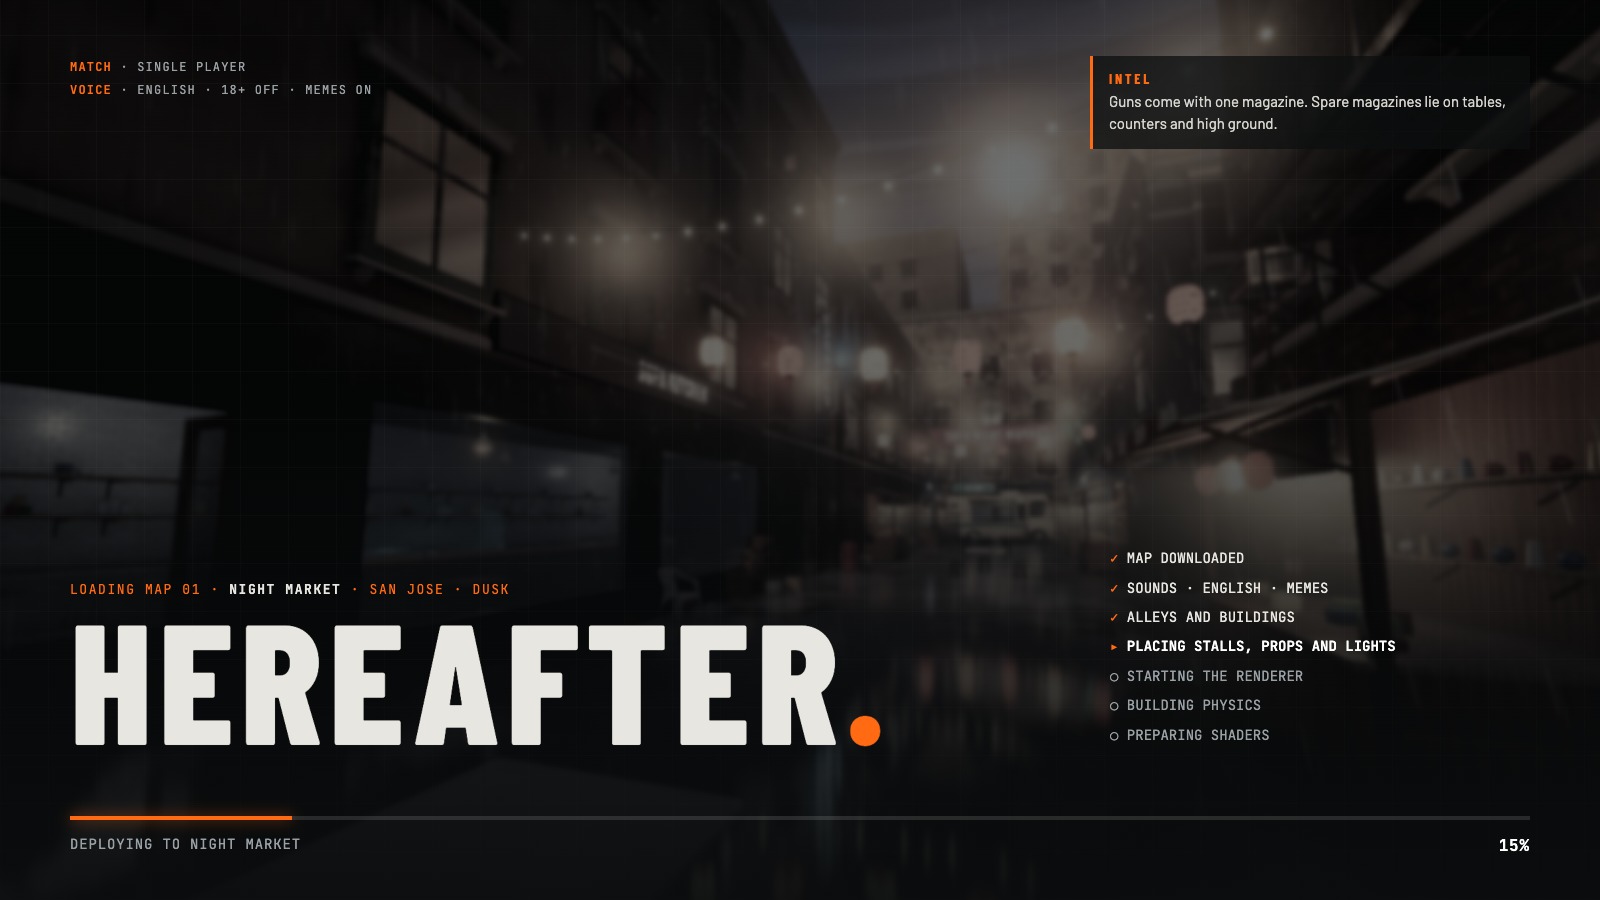 MATCH · SINGLE PLAYER
VOICE · ENGLISH · 18+ OFF · MEMES ON
INTEL
Guns come with one magazine. Spare magazines lie on tables,
counters and high ground.
LOADING MAP 01 · NIGHT MARKET · SAN JOSE · DUSK
HEREAFTER.
✓ MAP DOWNLOADED
✓ SOUNDS · ENGLISH · MEMES
✓ ALLEYS AND BUILDINGS
▸ PLACING STALLS, PROPS AND LIGHTS
○ STARTING THE RENDERER
○ BUILDING PHYSICS
○ PREPARING SHADERS
DEPLOYING TO NIGHT MARKET
15%